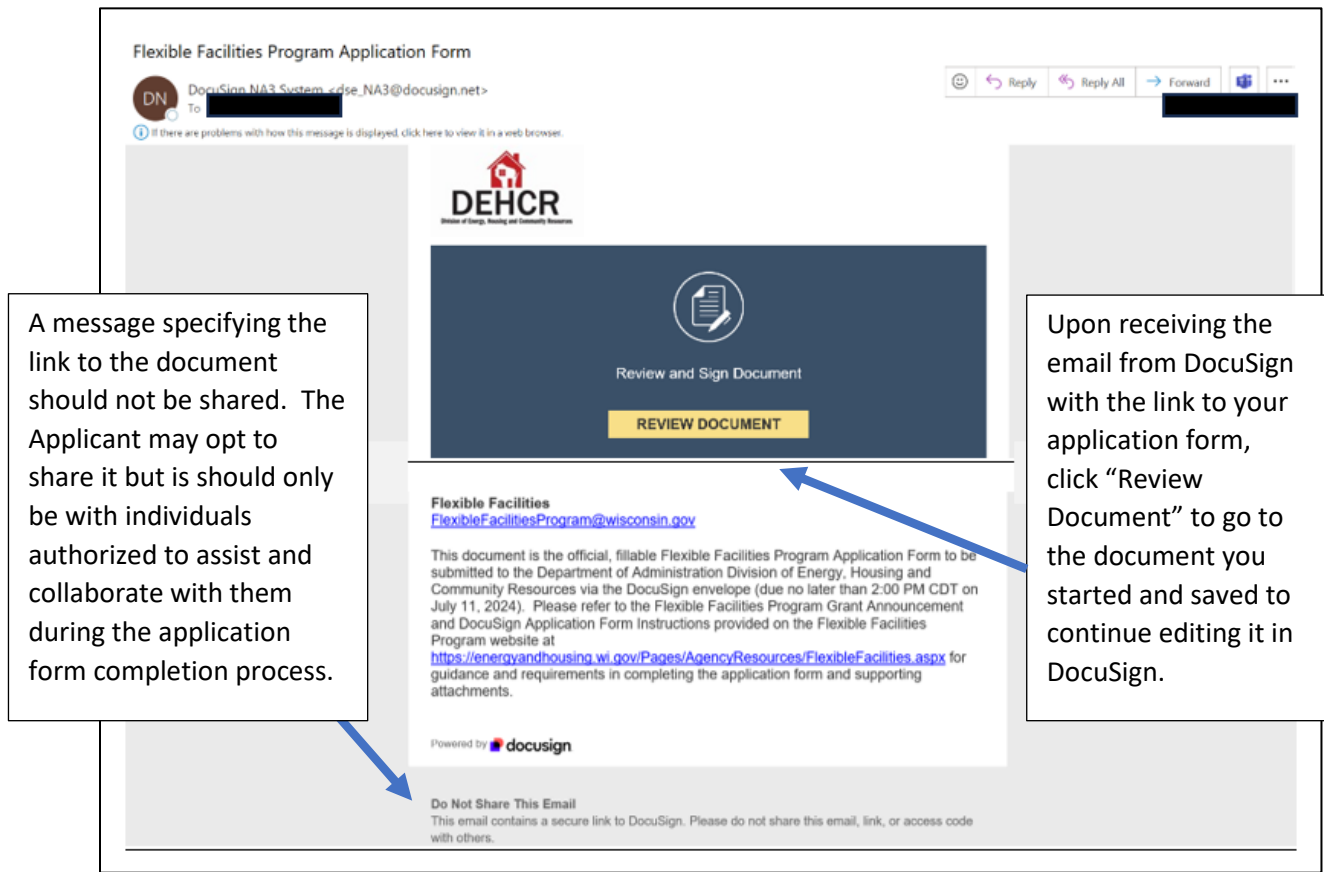 Flexible Facilities Program Application Form
DN
DocuSign NA3 System <dse_NA3@docusign.net>
To
Reply
Reply All
Forward
If there are problems with how this message is displayed, click here to view it in a web browser.
DEHCR
Division of Energy, Housing and Community Resources
Review and Sign Document
REVIEW DOCUMENT
A message specifying the
link to the document
should not be shared. The
Applicant may opt to
share it but is should only
be with individuals
authorized to assist and
collaborate with them
during the application
form completion process.
Upon receiving the
email from DocuSign
with the link to your
application form,
click “Review
Document” to go to
the document you
started and saved to
continue editing it in
DocuSign.
Flexible Facilities
FlexibleFacilitiesProgram@wisconsin.gov
This document is the official, fillable Flexible Facilities Program Application Form to be
submitted to the Department of Administration Division of Energy, Housing and
Community Resources via the DocuSign envelope (due no later than 2:00 PM CDT on
July 11, 2024). Please refer to the Flexible Facilities Program Grant Announcement
and DocuSign Application Form Instructions provided on the Flexible Facilities
Program website at
https://energyandhousing.wi.gov/Pages/AgencyResources/FlexibleFacilities.aspx for
guidance and requirements in completing the application form and supporting
attachments.
Powered by docusign
Do Not Share This Email
This email contains a secure link to DocuSign. Please do not share this email, link, or access code
with others.